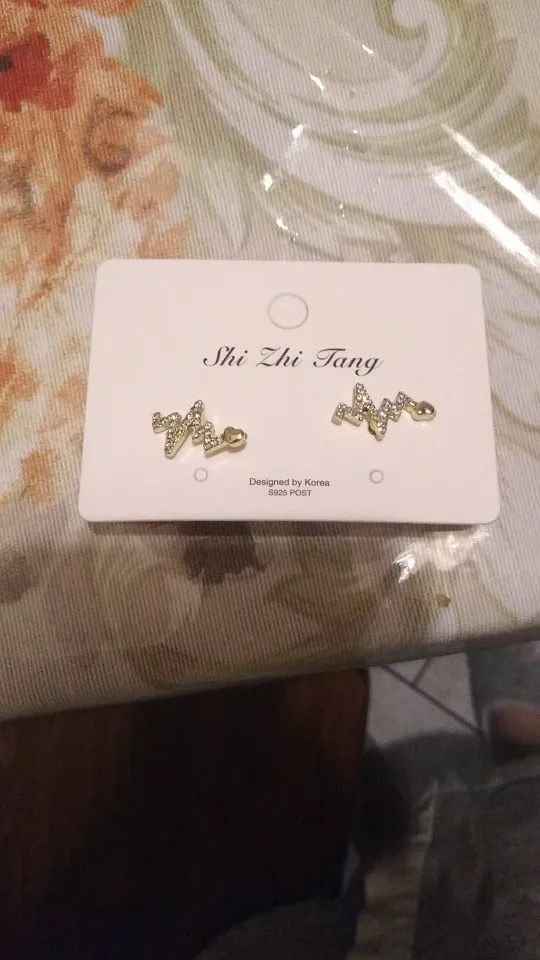 Shi Zhi Tang
Designed by Korea
S925 POST